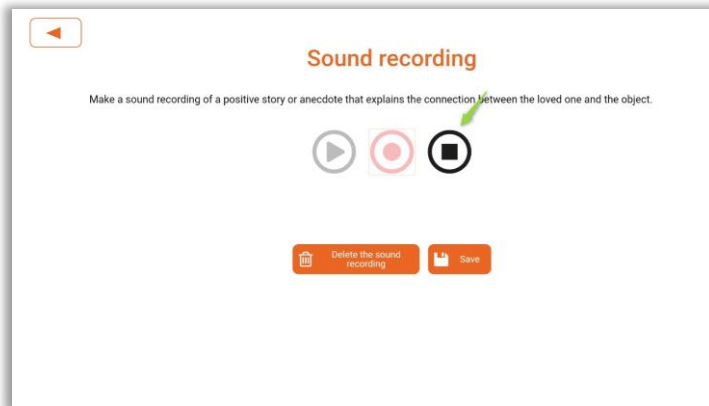 Sound recording
Make a sound recording of a positive story or anecdote that explains the connection between the loved one and the object.
Delete the sound
recording
Save